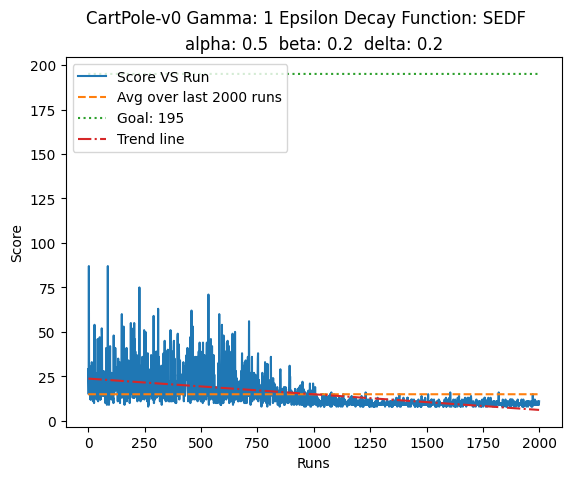 CartPole-v0 Gamma: 1 Epsilon Decay Function: SEDF
alpha: 0.5 beta: 0.2 delta: 0.2
200
175
150
125
100
75
50
25
0
Score
Score VS Run
Avg over last 2000 runs
Goal: 195
Trend line
0 250 500 750 1000 1250 1500 1750 2000
Runs